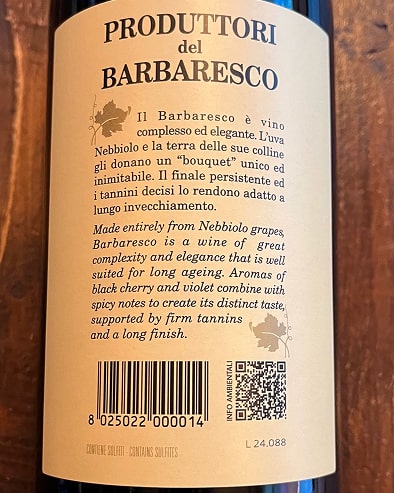 PRODUTTORI
del
BARBARESCO
Il Barbaresco è vino
complesso ed elegante. L'uva
Nebbiolo e la terra delle sue colline
gli donano un "bouquet" unico ed
inimitabile. Il finale persistente ed
i tannini decisi lo rendono adatto a
lungo invecchiamento.
Made entirely from Nebbiolo grapes,
Barbaresco is a wine of great
complexity and elegance that is well
suited for long ageing. Aromas of
black cherry and violet combine with
spicy notes to create its distinct taste,
supported by firm tannins
and a long finish.
8 025022 000014
INFO AMBIENTALI
CONTIENE SOLFITI - CONTAINS SULFITES
L 24.088